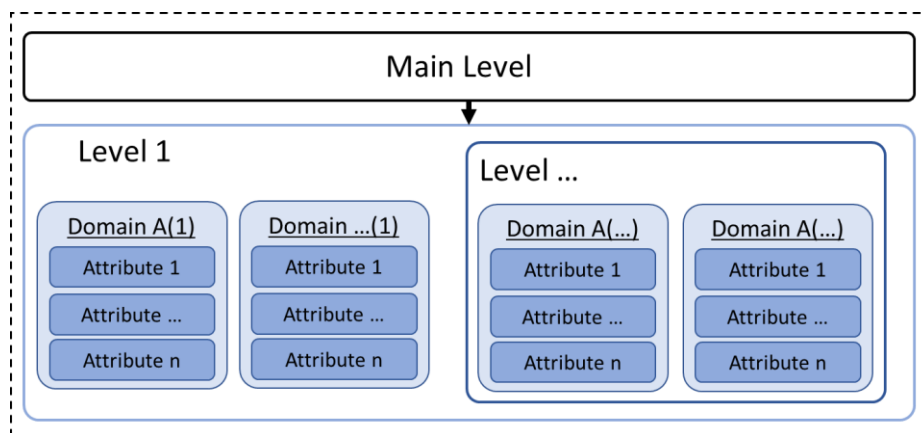 Main Level
Level 1
Level ...
Domain A(1)
Attribute 1
Attribute ...
Attribute n
Domain ...(1)
Attribute 1
Attribute ...
Attribute n
Domain A(...)
Attribute 1
Attribute ...
Attribute n
Domain A(...)
Attribute 1
Attribute ...
Attribute n